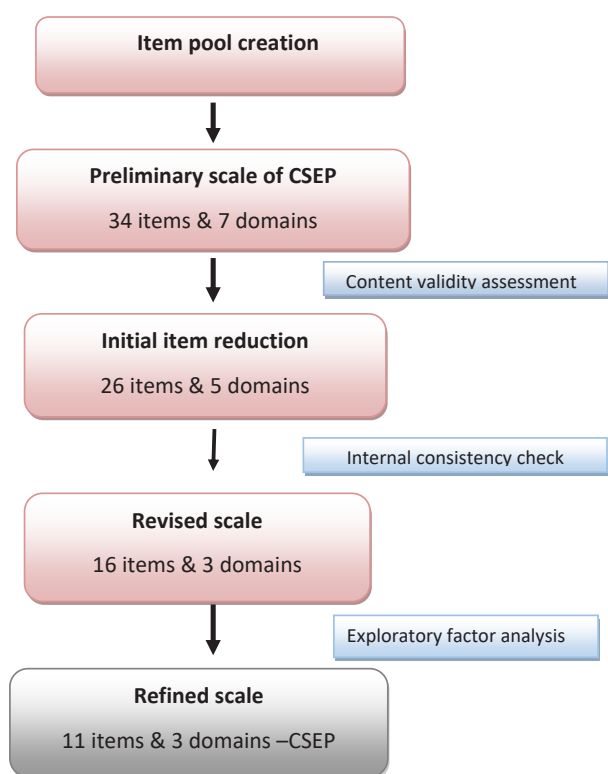 Item pool creation
Preliminary scale of CSEP
34 items & 7 domains
Content validity assessment
Initial item reduction
26 items & 5 domains
Internal consistency check
Revised scale
16 items & 3 domains
Exploratory factor analysis
Refined scale
11 items & 3 domains –CSEP